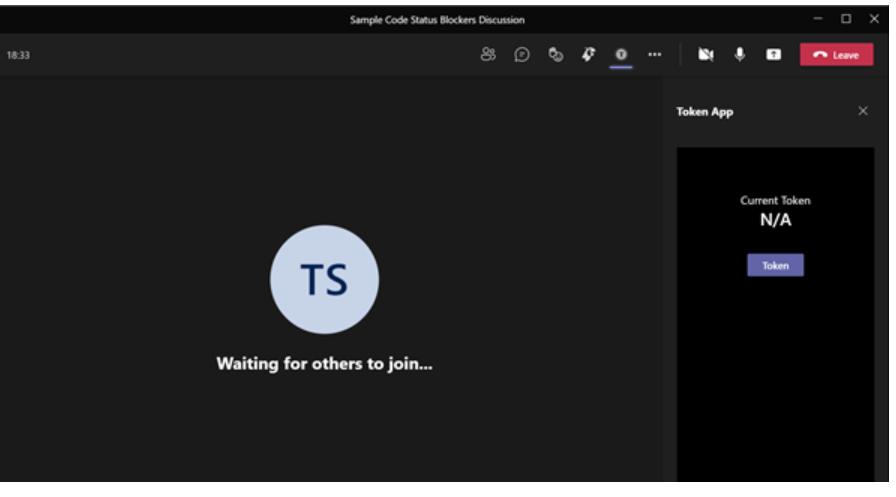 Sample Code Status Blockers Discussion
18:33
Leave
Token App
Current Token
N/A
Token
TS
Waiting for others to join...